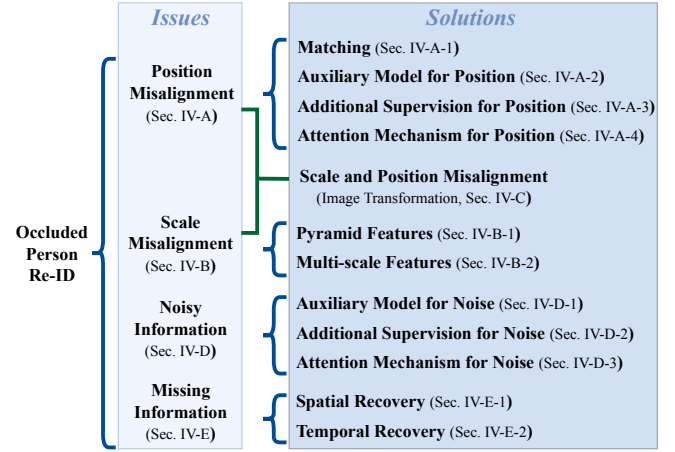 Issues
Solutions
Occluded
Person
Re-ID
Position
Misalignment
(Sec. IV-A)
Matching (Sec. IV-A-1)
Auxiliary Model for Position (Sec. IV-A-2)
Additional Supervision for Position (Sec. IV-A-3)
Attention Mechanism for Position (Sec. IV-A-4)
Scale and Position Misalignment
(Image Transformation, Sec. IV-C)
Scale
Misalignment
(Sec. IV-B)
Pyramid Features (Sec. IV-B-1)
Multi-scale Features (Sec. IV-B-2)
Noisy
Information
(Sec. IV-D)
Auxiliary Model for Noise (Sec. IV-D-1)
Additional Supervision for Noise (Sec. IV-D-2)
Attention Mechanism for Noise (Sec. IV-D-3)
Missing
Information
(Sec. IV-E)
Spatial Recovery (Sec. IV-E-1)
Temporal Recovery (Sec. IV-E-2)